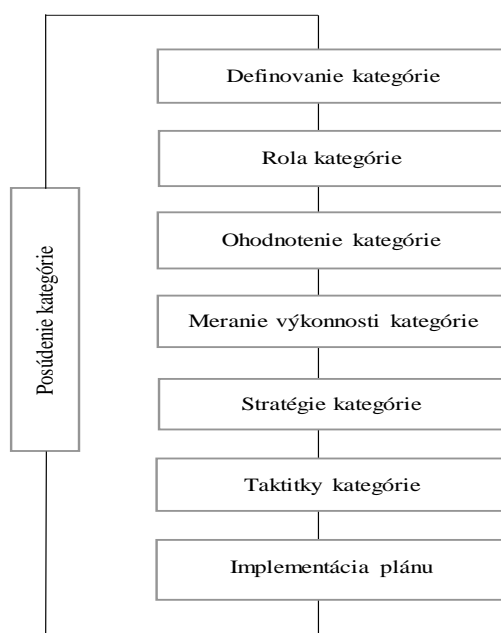 Definovanie kategórie
Rola kategórie
Ohodnotenie kategórie
Meranie výkonnosti kategórie
Stratégie kategórie
Taktitky kategórie
Implementácia plánu
Posúdenie kategórie